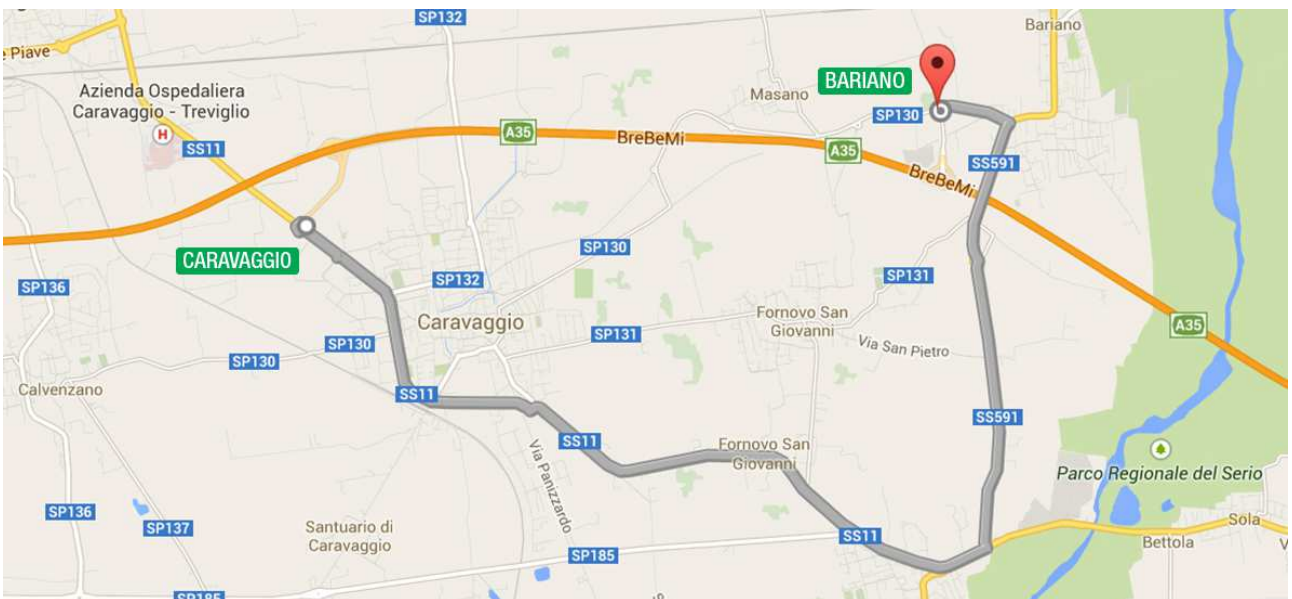 SP132
Bariano
e Piave
Azienda Ospedaliera
Caravaggio - Treviglio
H
SS11
BARIANO
Masano
SP130
A35
BreBeMi
A35
SS591
BreBeMi
CARAVAGGIO
SP130
SP136
SP132
SP131
Caravaggio
Fornovo San
Giovanni
SP131
A35
SP130
SP130
Via San Pietro
Calvenzano
SS11
SS591
SS11
Via Panizzardo
Fornovo San
Giovanni
Parco Regionale del Serio
SP136
SP137
Santuario di
Caravaggio
SS11
Sola
Bettola
V
SP185
SP185